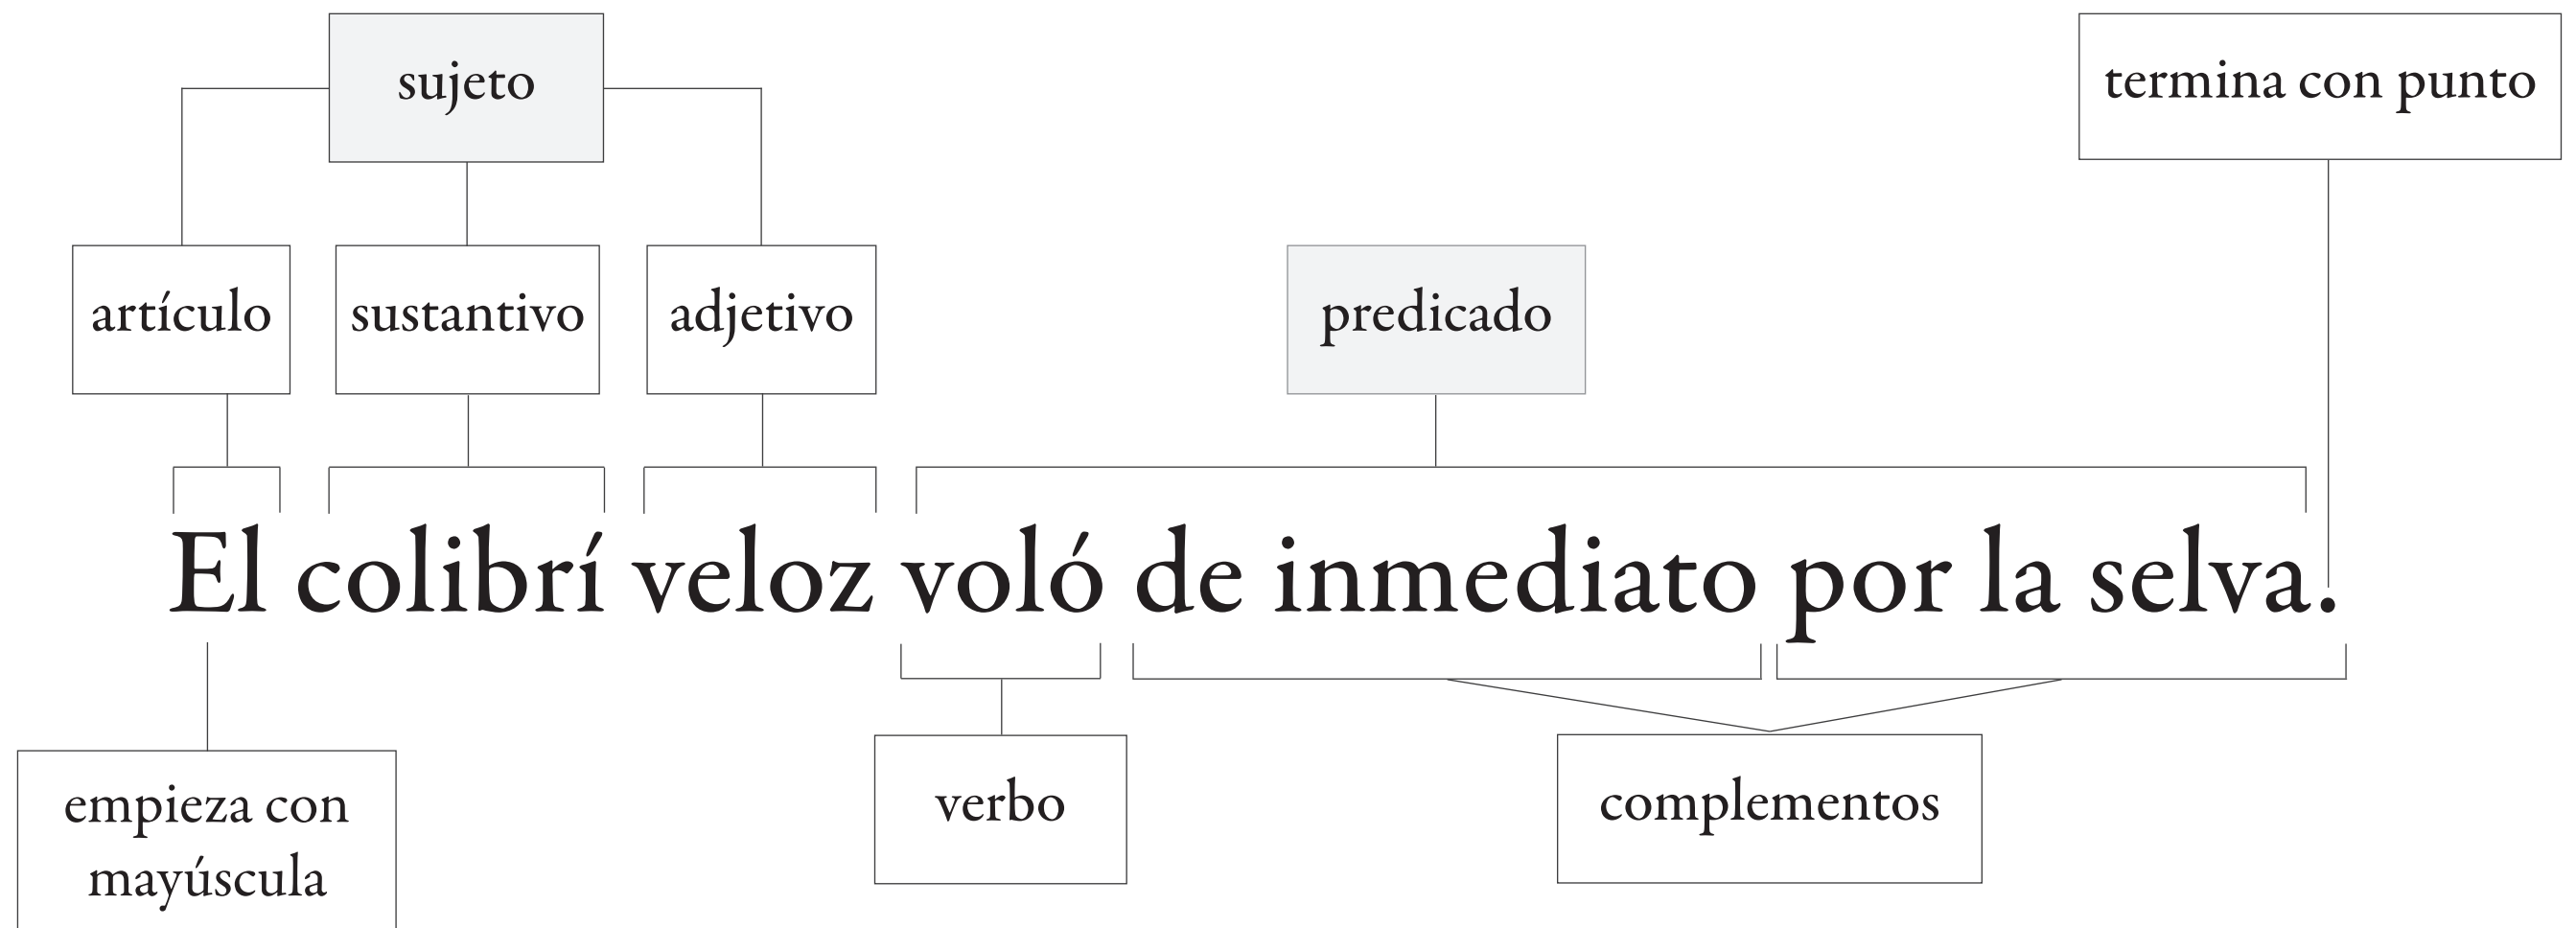 sujeto
termina con punto
artículo
sustantivo
adjetivo
predicado
El colibrí veloz voló de inmediato por la selva.
empieza con
mayúscula
verbo
complementos